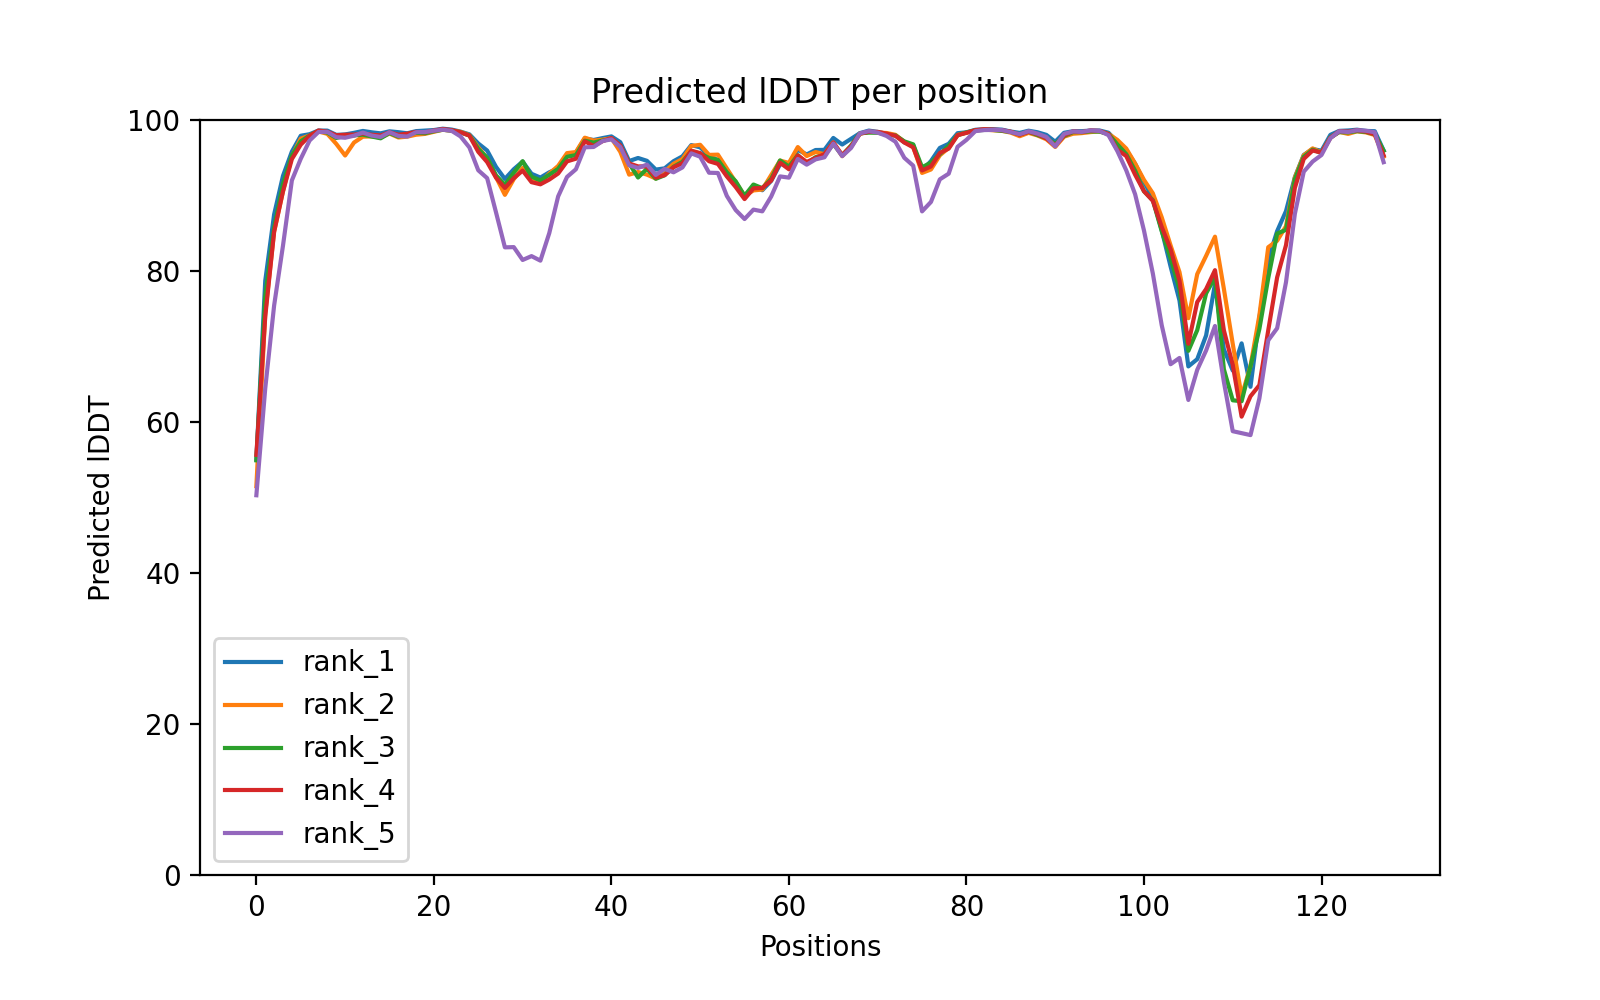 Predicted lDDT per position
Predicted lDDT
100
80
60
40
20
0
rank_1
rank_2
rank_3
rank_4
rank_5
0 20 40 60 80 100 120
Positions